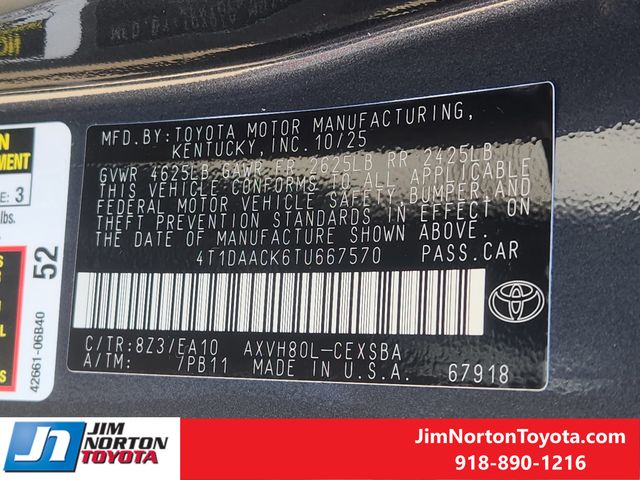 MFD.BY:TOYOTA MOTOR MANUFACTURING,
KENTUCKY, INC. 10/25
GVWR 4625LB GAWR FR 2625LB RR 2425LB
THIS VEHICLE CONFORMS TO ALL APPLICABLE
FEDERAL MOTOR VEHICLE SAFETY,BUMPER AND
THEFT PREVENTION STANDARDS IN EFFECT ON
THE DATE OF MANUFACTURE SHOWN ABOVE.
4T1DAACK6TU667570 PASS.CAR
C/TR:8Z3/EA10 AXVH80L-CEXSBA
A/TM: 7PB11 MADE IN U.S.A. 67918
3
lbs.
52
42661-06B40
JIM
NORTON
TOYOTA
JimNortonToyota.com
918-890-1216